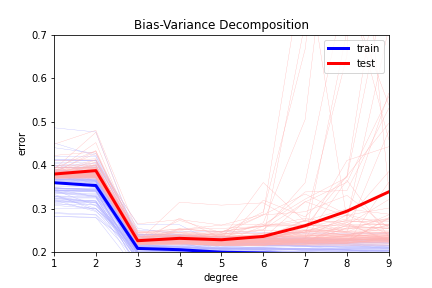 Bias-Variance Decomposition
0.7
0.6
0.5
0.4
0.3
0.2
error
train
test
1 2 3 4 5 6 7 8 9
degree